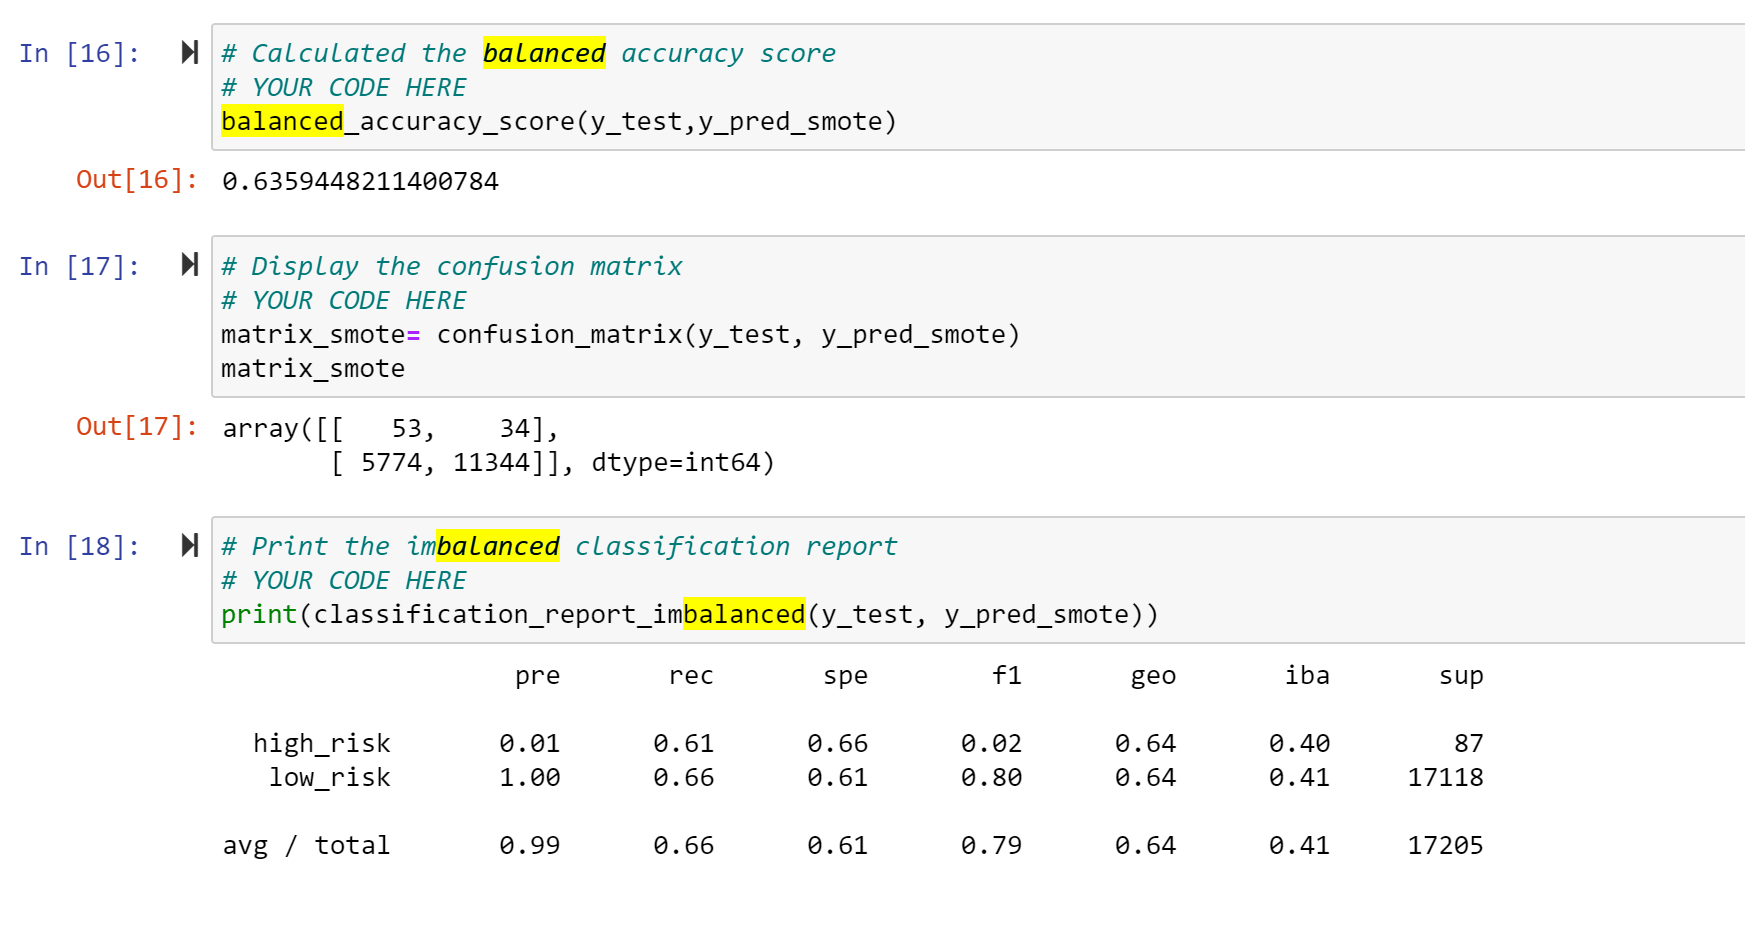 In [16]: # Calculated the balanced accuracy score
# YOUR CODE HERE
balanced_accuracy_score(y_test,y_pred_smote)
Out[16]: 0.6359448211400784
In [17]: # Display the confusion matrix
# YOUR CODE HERE
matrix_smote= confusion_matrix(y_test, y_pred_smote)
matrix_smote
Out[17]: array([[   53,    34],
       [ 5774, 11344]], dtype=int64)
In [18]: # Print the imbalanced classification report
# YOUR CODE HERE
print(classification_report_imbalanced(y_test, y_pred_smote))
pre rec spe f1 geo iba sup
high_risk 0.01 0.61 0.66 0.02 0.64 0.40 87
low_risk 1.00 0.66 0.61 0.80 0.64 0.41 17118
avg / total 0.99 0.66 0.61 0.79 0.64 0.41 17205